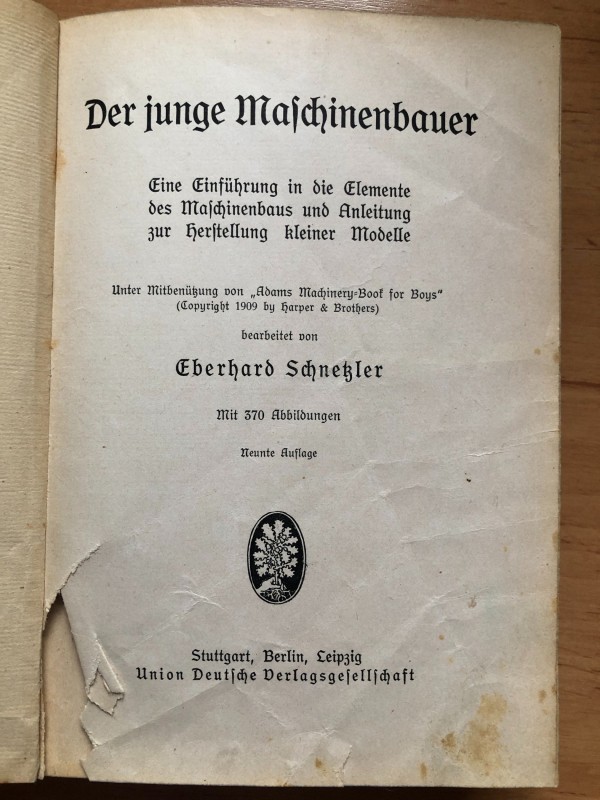 Der junge Maschinenbauer
Eine Einführung in die Elemente
des Maschinenbaus und Anleitung
zur Herstellung kleiner Modelle
Unter Mitbenützung von „Adams Machinery=Book for Boys“
(Copyright 1909 by Harper & Brothers)
bearbeitet von
Eberhard Schnetzler
Mit 370 Abbildungen
Neunte Auflage
Stuttgart, Berlin, Leipzig
Union Deutsche Verlagsgesellschaft